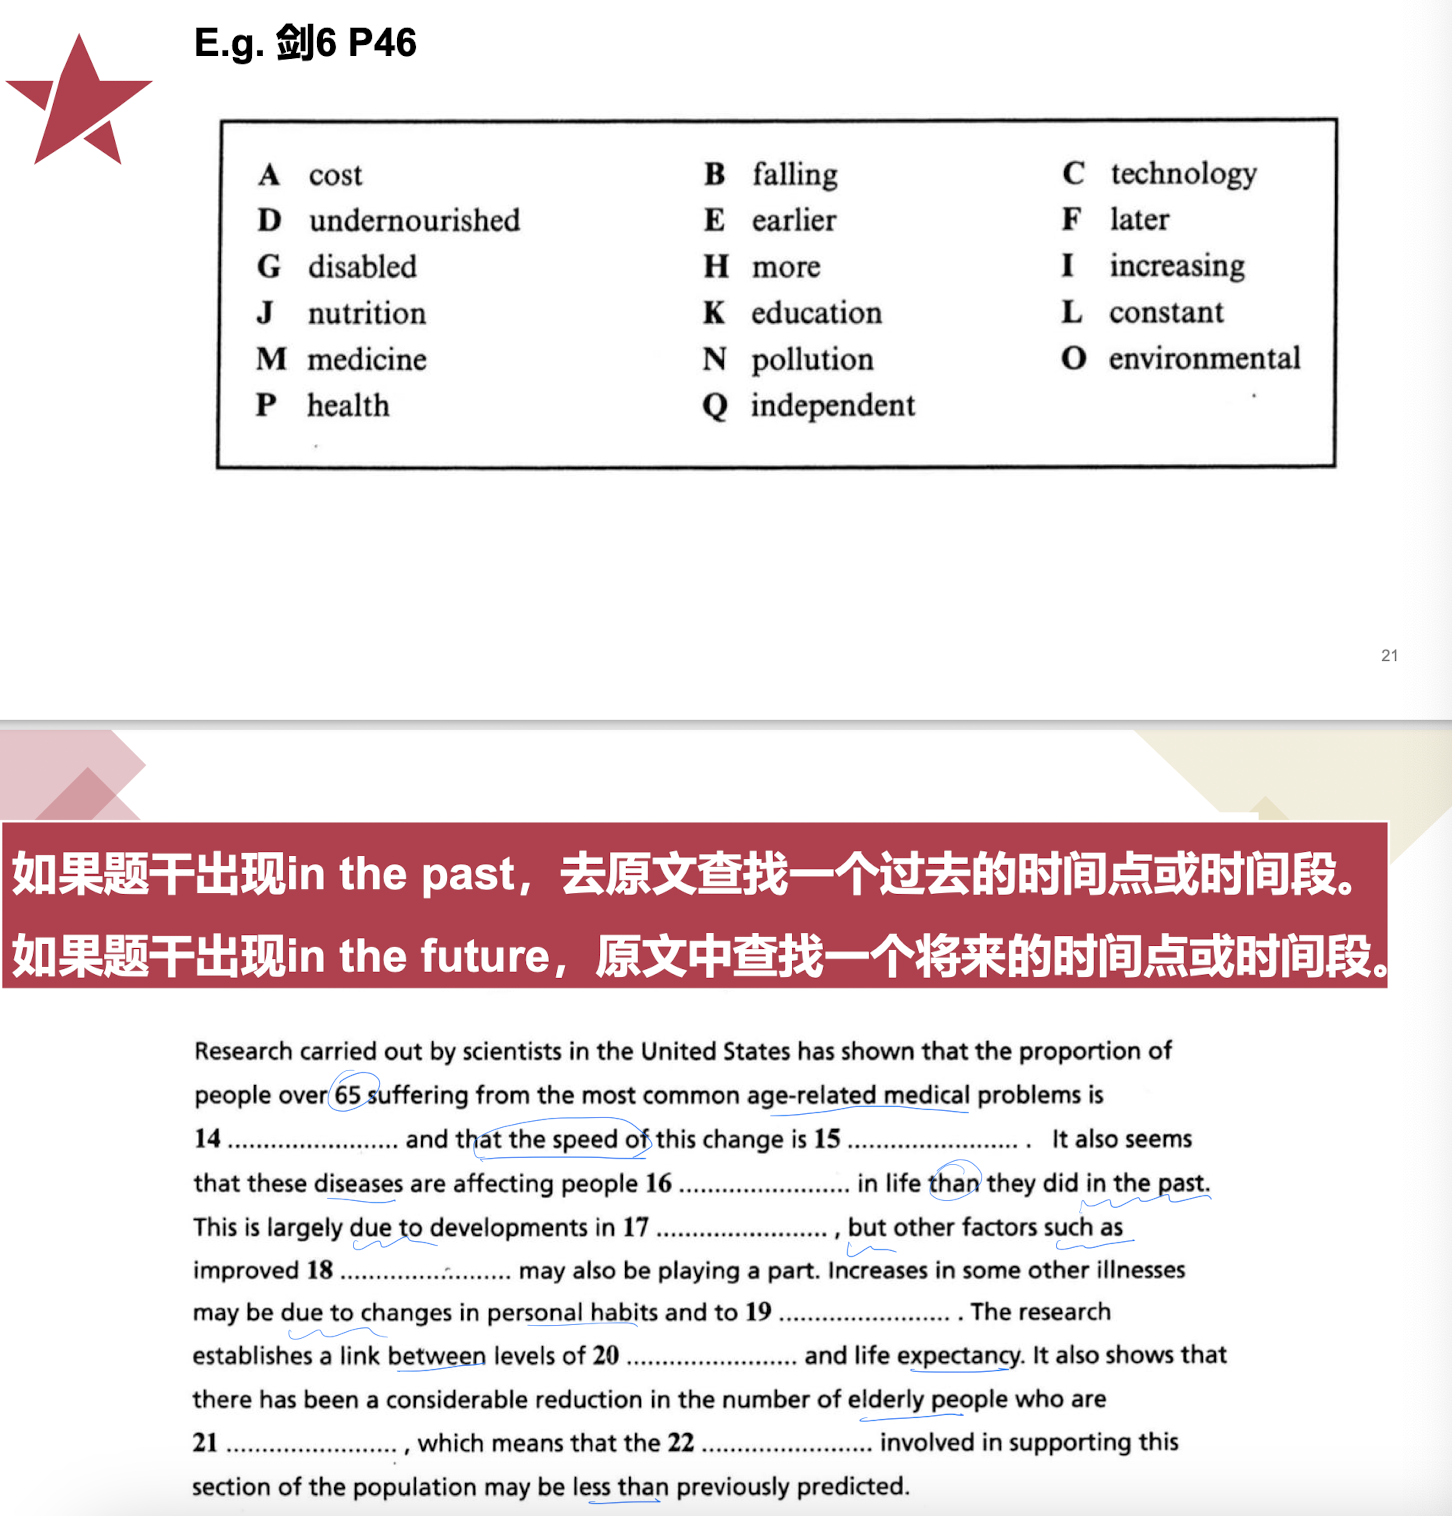 E.g. 剑6 P46
A cost B falling C technology
D undernourished E earlier F later
G disabled H more I increasing
J nutrition K education L constant
M medicine N pollution O environmental
P health Q independent
21
如果题干出现in the past，去原文查找一个过去的时间点或时间段。
如果题干出现in the future，原文中查找一个将来的时间点或时间段。
Research carried out by scientists in the United States has shown that the proportion of
people over 65 suffering from the most common age-related medical problems is
14 ........................ and that the speed of this change is 15 ........................ . It also seems
that these diseases are affecting people 16 ........................ in life than they did in the past.
This is largely due to developments in 17 ........................ , but other factors such as
improved 18 ........................ may also be playing a part. Increases in some other illnesses
may be due to changes in personal habits and to 19 ........................ . The research
establishes a link between levels of 20 ........................ and life expectancy. It also shows that
there has been a considerable reduction in the number of elderly people who are
21 ........................ , which means that the 22 ........................ involved in supporting this
section of the population may be less than previously predicted.